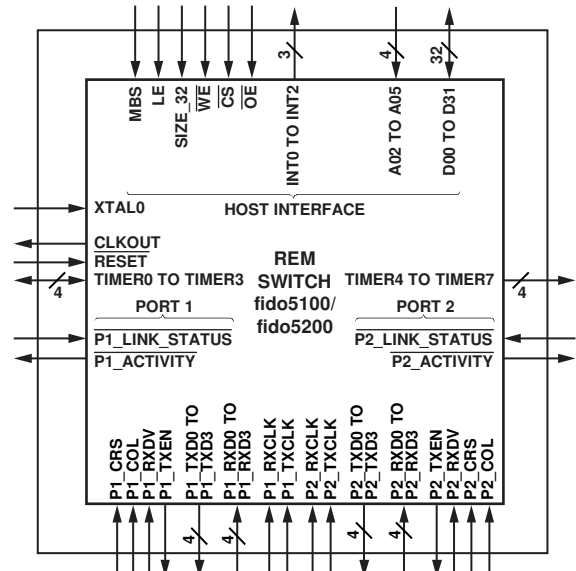 3
4
32
MBS
LE
SIZE_32
WE
CS
OE
INT0 TO INT2
A02 TO A05
D00 TO D31
HOST INTERFACE
XTAL0
CLKOUT
RESET
TIMER0 TO TIMER3
4
REM
SWITCH
fido5100/
fido5200
TIMER4 TO TIMER7
4
PORT 1
P1_LINK_STATUS
P1_ACTIVITY
PORT 2
P2_LINK_STATUS
P2_ACTIVITY
P1_CRS
P1_COL
P1_RXDV
P1_TXEN
P1_TXD0 TO
P1_TXD3
P1_RXD0 TO
P1_RXD3
P1_RXCLK
P1_TXCLK
P2_RXCLK
P2_TXCLK
P2_TXD0 TO
P2_TXD3
P2_RXD0 TO
P2_RXD3
P2_TXEN
P2_RXDV
P2_CRS
P2_COL
4
4
4
4